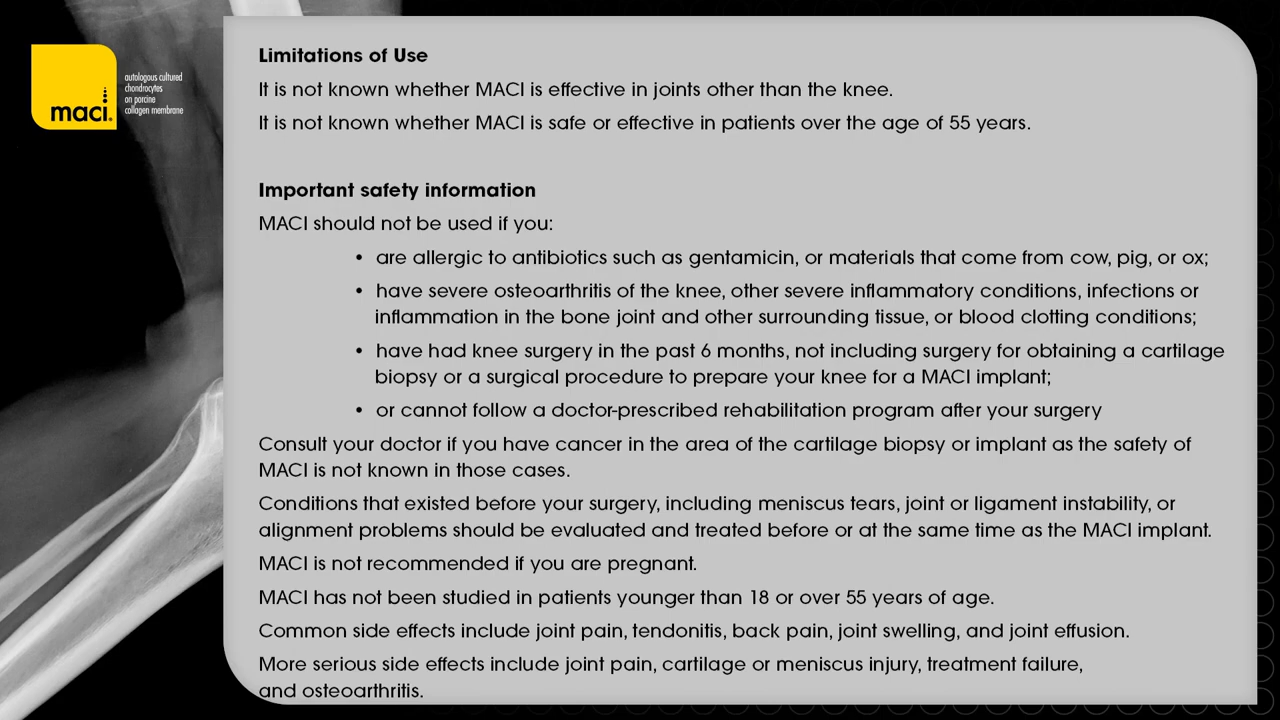 maci.
autologous cultured
chondrocytes
on porcine
collagen membrane
Limitations of Use
It is not known whether MACI is effective in joints other than the knee.
It is not known whether MACI is safe or effective in patients over the age of 55 years.
Important safety information
MACI should not be used if you:
• are allergic to antibiotics such as gentamicin, or materials that come from cow, pig, or ox;
• have severe osteoarthritis of the knee, other severe inflammatory conditions, infections or
inflammation in the bone joint and other surrounding tissue, or blood clotting conditions;
• have had knee surgery in the past 6 months, not including surgery for obtaining a cartilage
biopsy or a surgical procedure to prepare your knee for a MACI implant;
• or cannot follow a doctor-prescribed rehabilitation program after your surgery
Consult your doctor if you have cancer in the area of the cartilage biopsy or implant as the safety of
MACI is not known in those cases.
Conditions that existed before your surgery, including meniscus tears, joint or ligament instability, or
alignment problems should be evaluated and treated before or at the same time as the MACI implant.
MACI is not recommended if you are pregnant.
MACI has not been studied in patients younger than 18 or over 55 years of age.
Common side effects include joint pain, tendonitis, back pain, joint swelling, and joint effusion.
More serious side effects include joint pain, cartilage or meniscus injury, treatment failure,
and osteoarthritis.